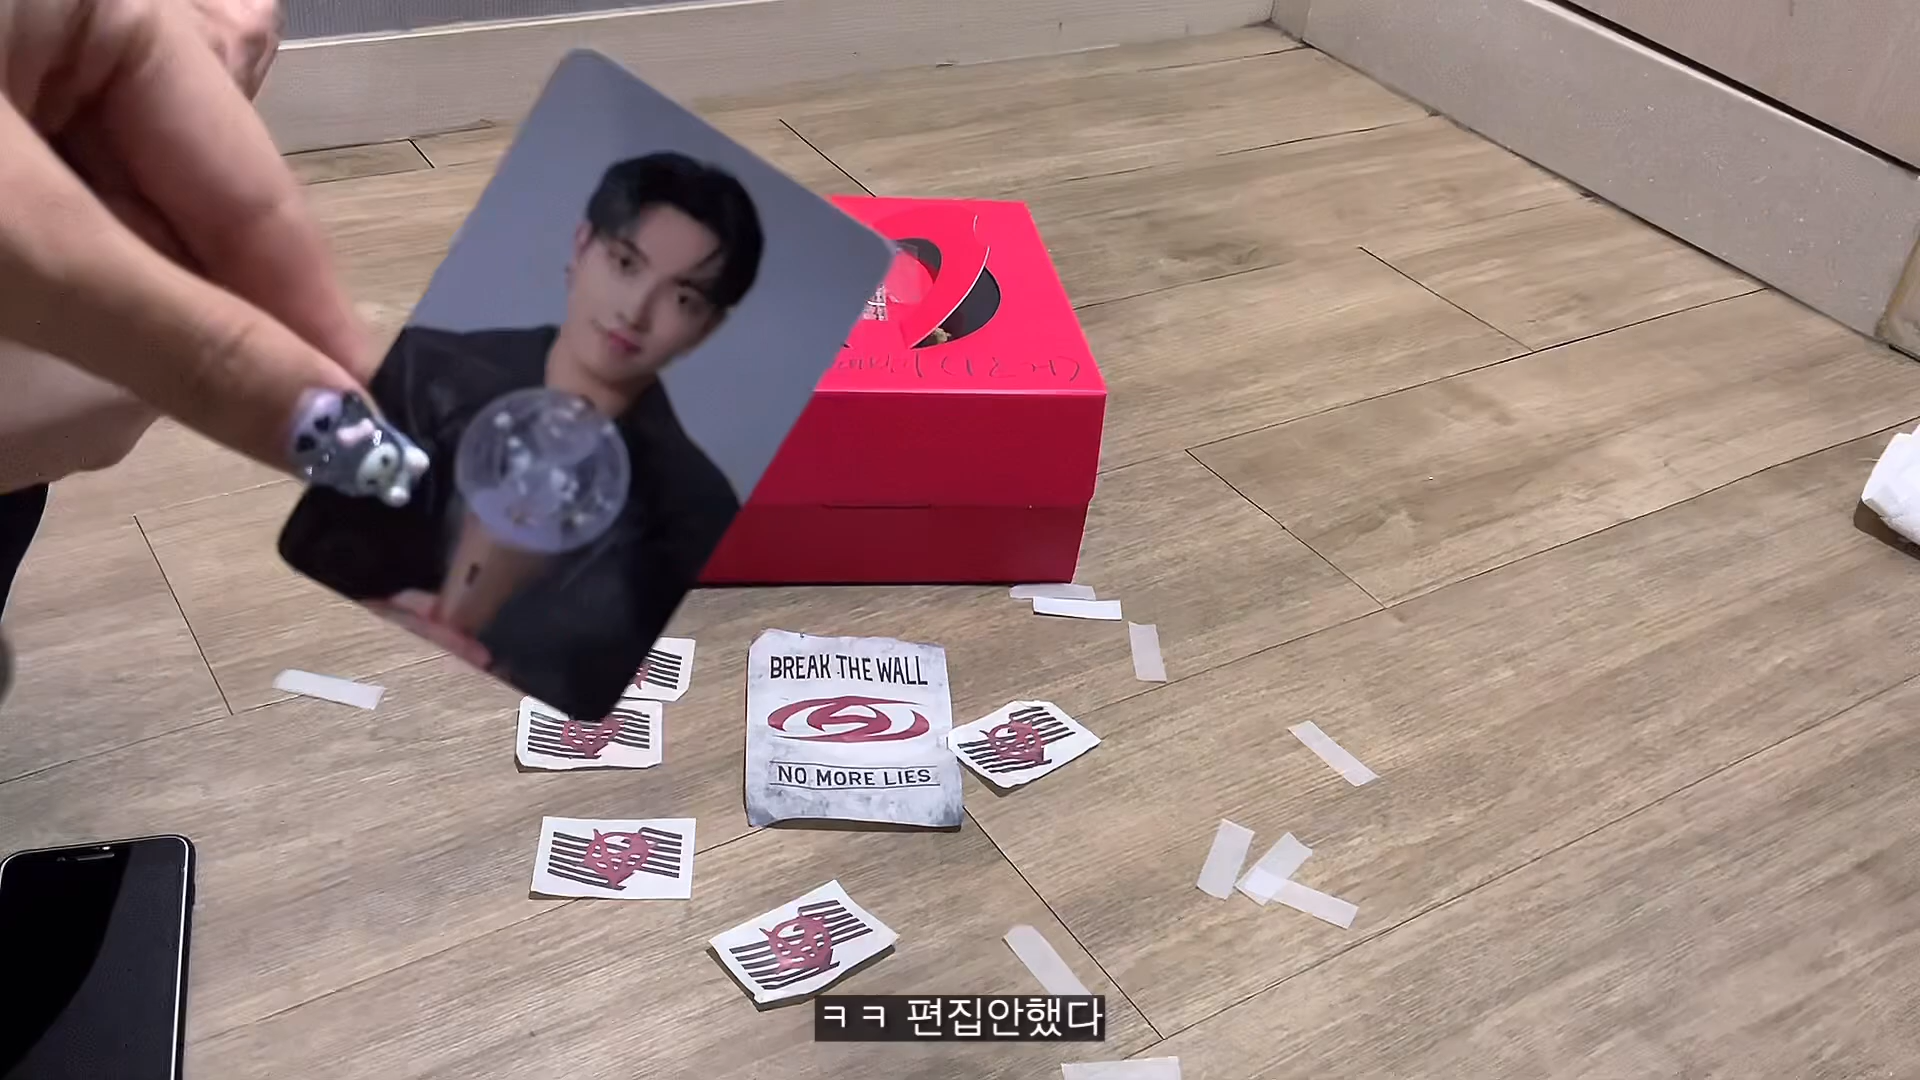 BREAK THE WALL
NO MORE LIES
ㅋㅋ 편집안했다